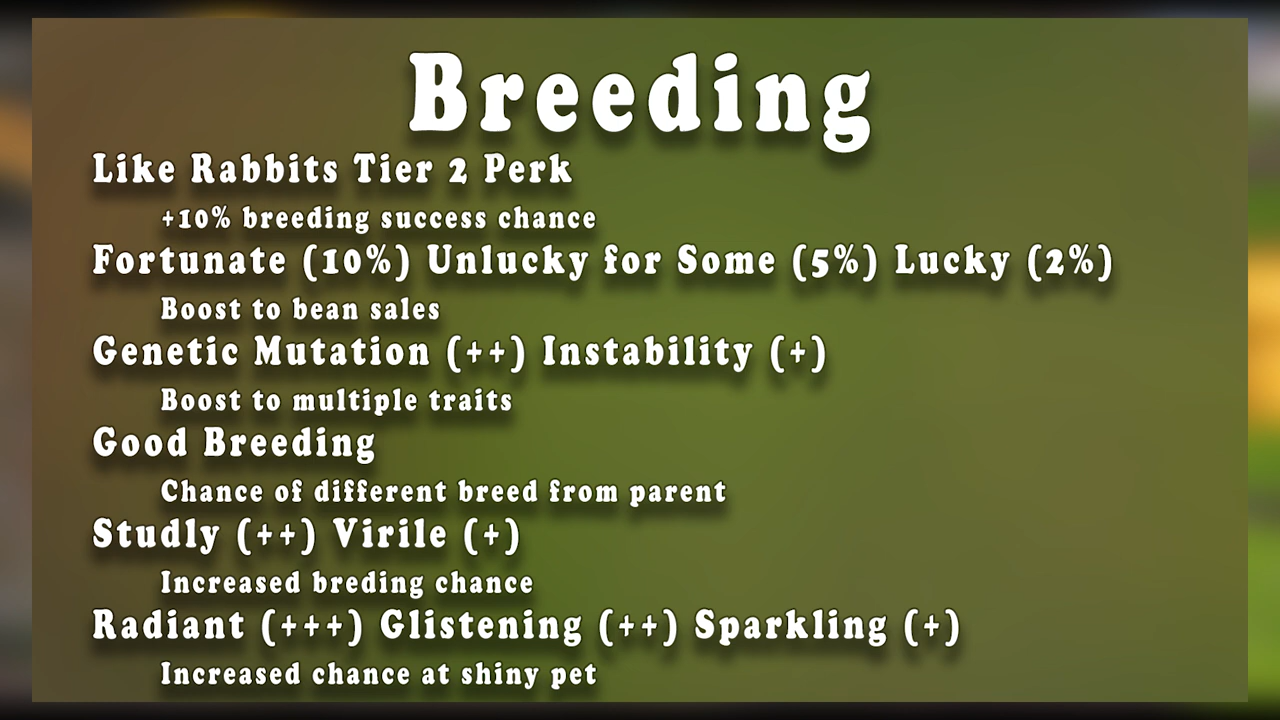 Breeding
Like Rabbits Tier 2 Perk
+10% breeding success chance
Fortunate (10%) Unlucky for Some (5%) Lucky (2%)
Boost to bean sales
Genetic Mutation (++) Instability (+)
Boost to multiple traits
Good Breeding
Chance of different breed from parent
Studly (++) Virile (+)
Increased breding chance
Radiant (+++) Glistening (++) Sparkling (+)
Increased chance at shiny pet